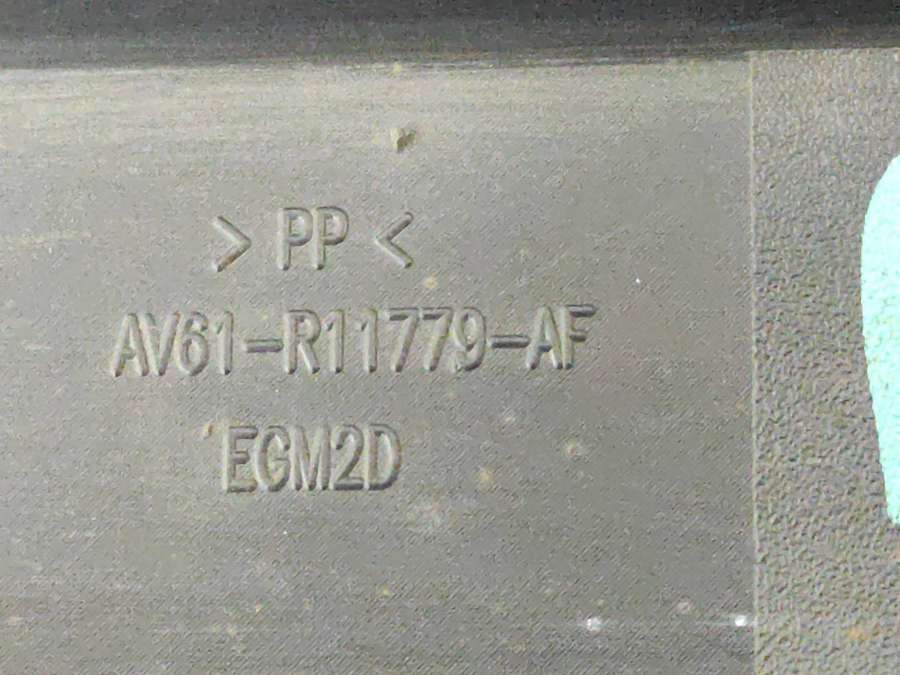 > PP <
AV61-R11779-AF
EGM2D